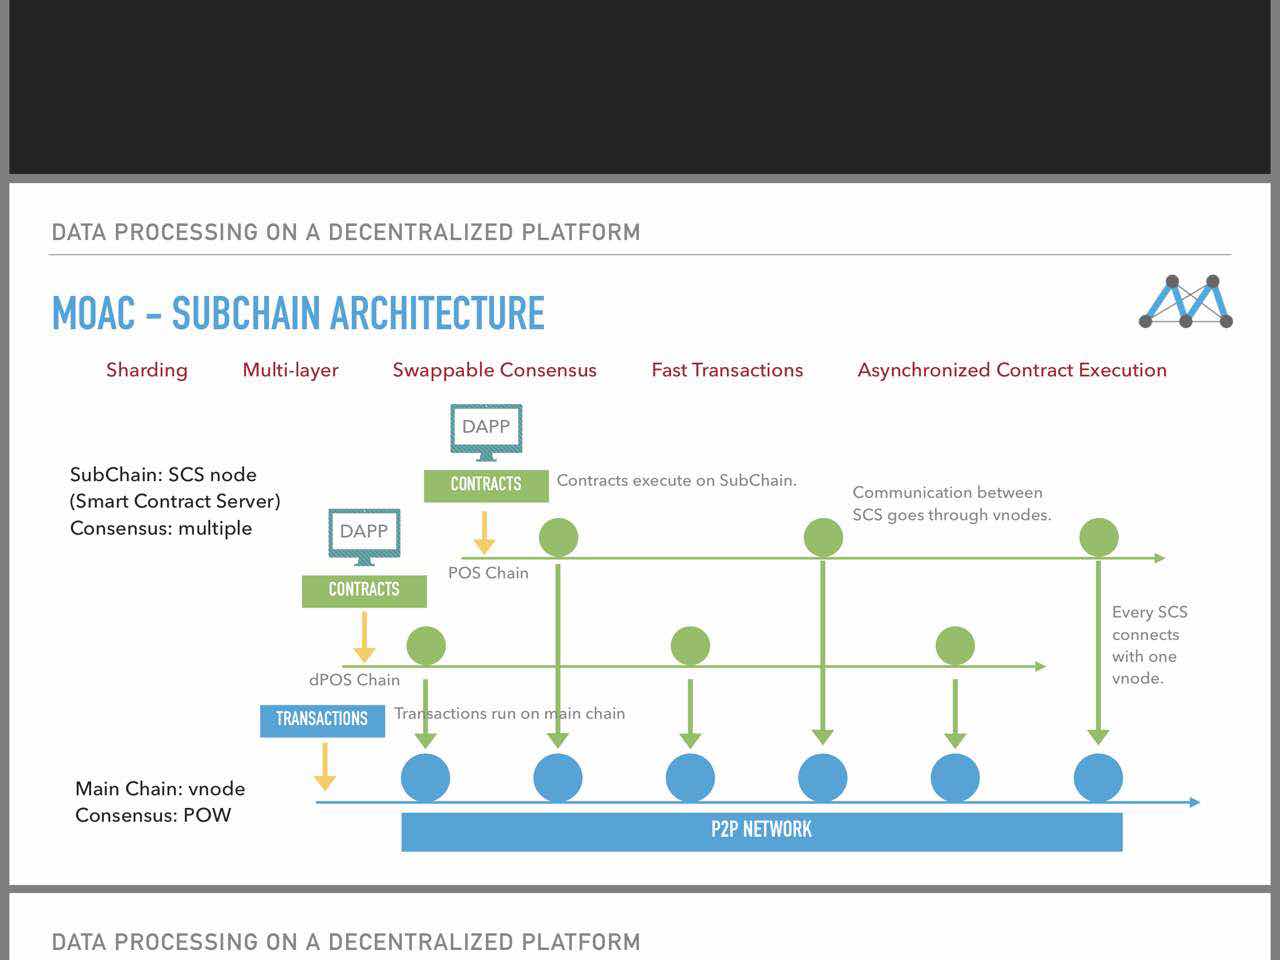 DATA PROCESSING ON A DECENTRALIZED PLATFORM
MOAC – SUBCHAIN ARCHITECTURE
Sharding Multi-layer Swappable Consensus Fast Transactions Asynchronized Contract Execution
DAPP
CONTRACTS
Contracts execute on SubChain.
SubChain: SCS node
(Smart Contract Server)
Consensus: multiple
Communication between
SCS goes through vnodes.
DAPP
CONTRACTS
POS Chain
Every SCS
connects
with one
vnode.
dPOS Chain
TRANSACTIONS
Transactions run on main chain
Main Chain: vnode
Consensus: POW
P2P NETWORK
DATA PROCESSING ON A DECENTRALIZED PLATFORM